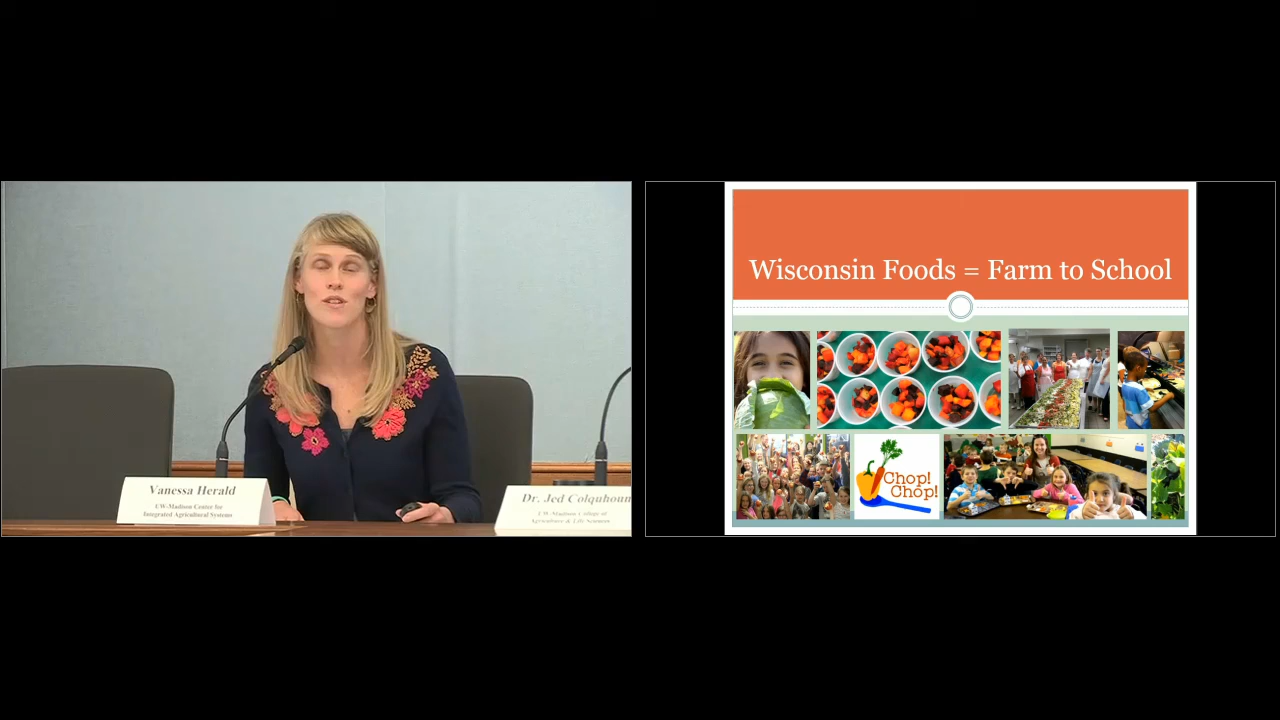 Vanessa Herald
UW-Madison Center for
Integrated Agricultural Systems
Dr. Jed Colquhoun
UW-Madison College of
Agriculture & Life Sciences
Wisconsin Foods = Farm to School
Chop!
Chop!